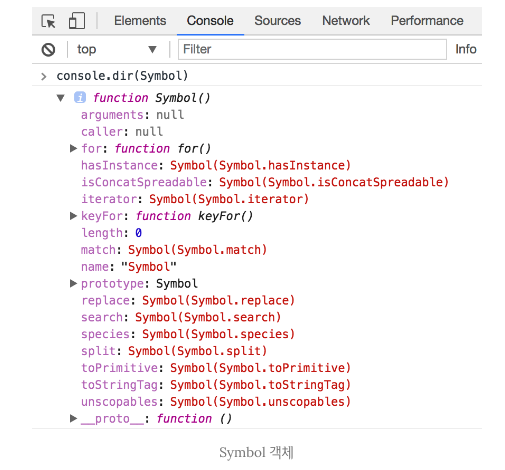 Elements Console Sources Network Performance
top ▼ Filter Info
> console.dir(Symbol)
▼ i function Symbol()
arguments: null
caller: null
▶ for: function for()
hasInstance: Symbol(Symbol.hasInstance)
isConcatSpreadable: Symbol(Symbol.isConcatSpreadable)
iterator: Symbol(Symbol.iterator)
▶ keyFor: function keyFor()
length: 0
match: Symbol(Symbol.match)
name: "Symbol"
▶ prototype: Symbol
replace: Symbol(Symbol.replace)
search: Symbol(Symbol.search)
species: Symbol(Symbol.species)
split: Symbol(Symbol.split)
toPrimitive: Symbol(Symbol.toPrimitive)
toStringTag: Symbol(Symbol.toStringTag)
unscopables: Symbol(Symbol.unscopables)
▶ __proto__: function ()
Symbol 객체